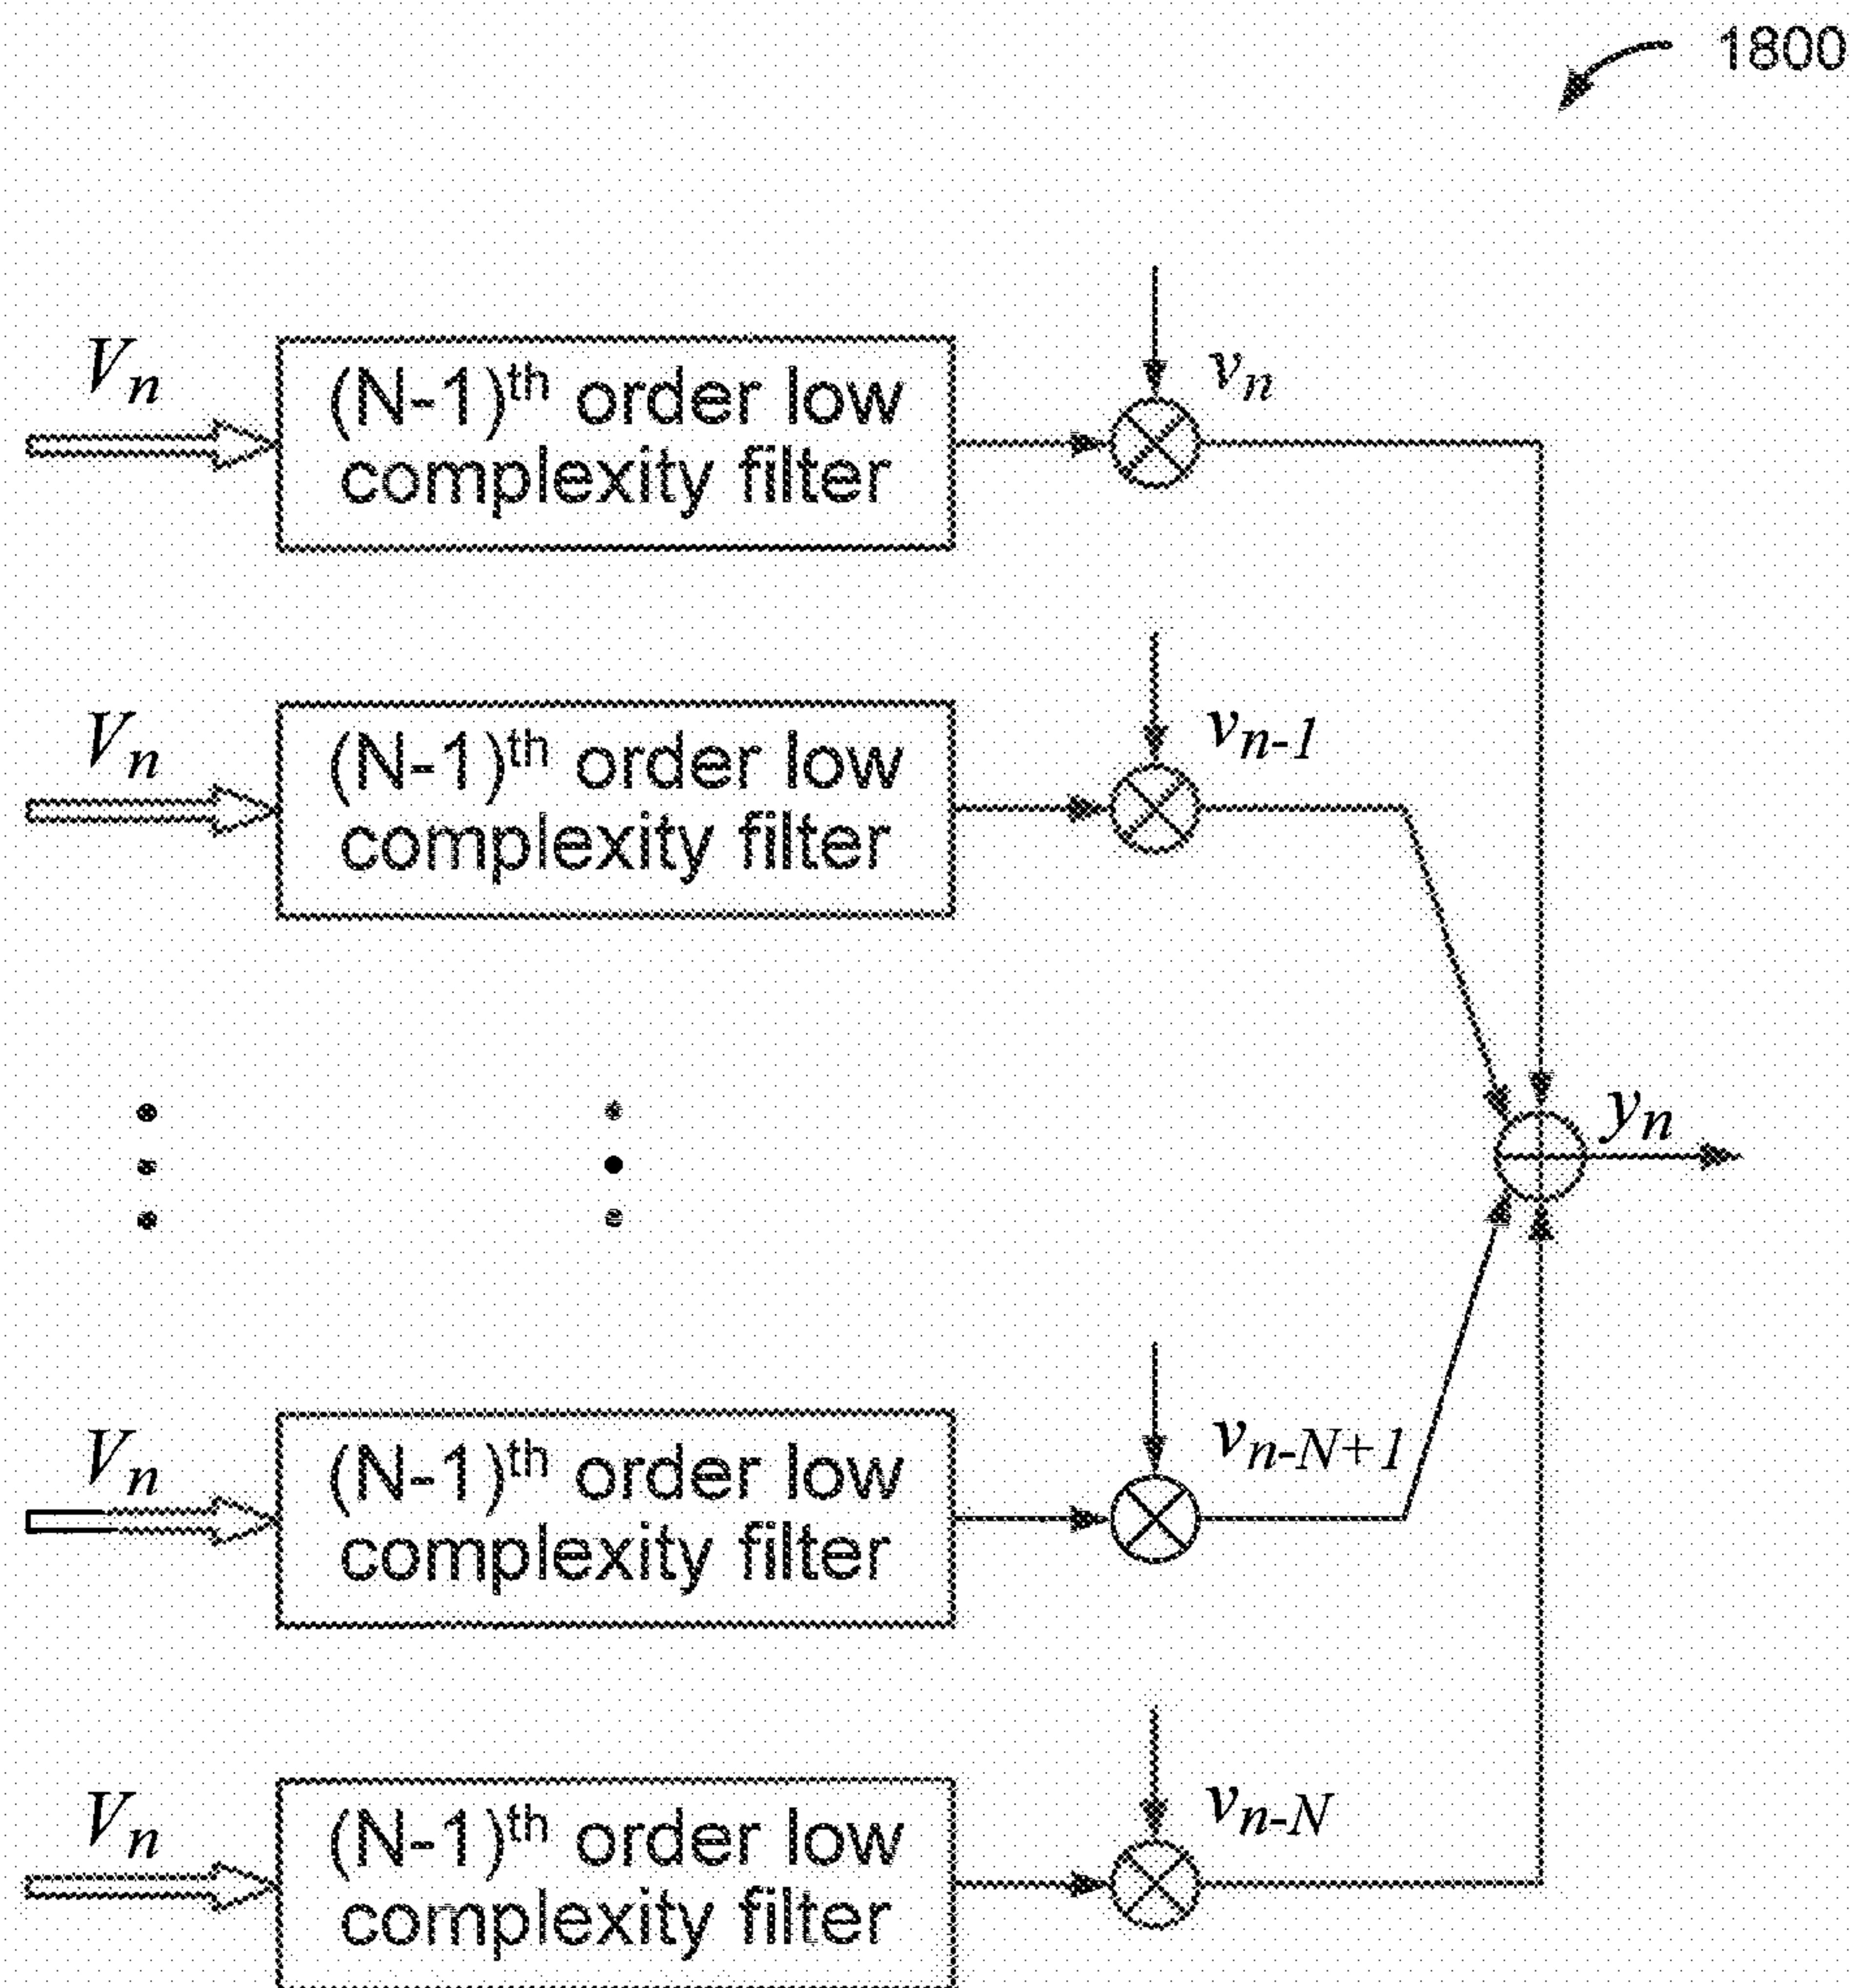 1800
Vn
(N-1)th order low
complexity filter
vn
Vn
(N-1)th order low
complexity filter
vn-1
yn
Vn
(N-1)th order low
complexity filter
vn-N+1
Vn
(N-1)th order low
complexity filter
vn-N